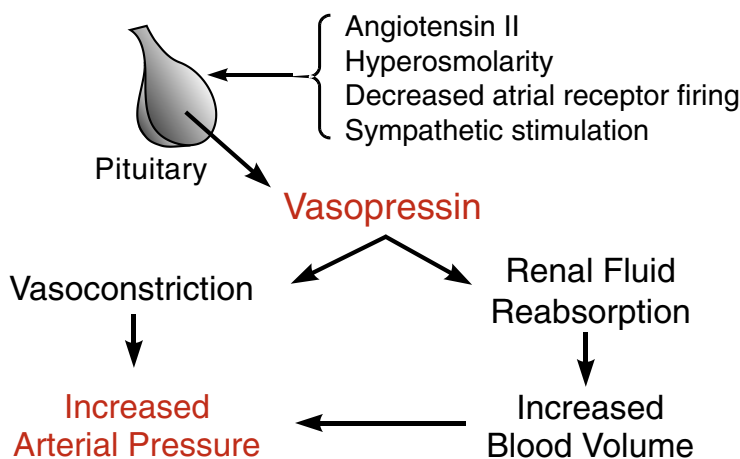 Angiotensin II
Hyperosmolarity
Decreased atrial receptor firing
Sympathetic stimulation
Pituitary
Vasopressin
Vasoconstriction
Renal Fluid
Reabsorption
Increased
Arterial Pressure
Increased
Blood Volume